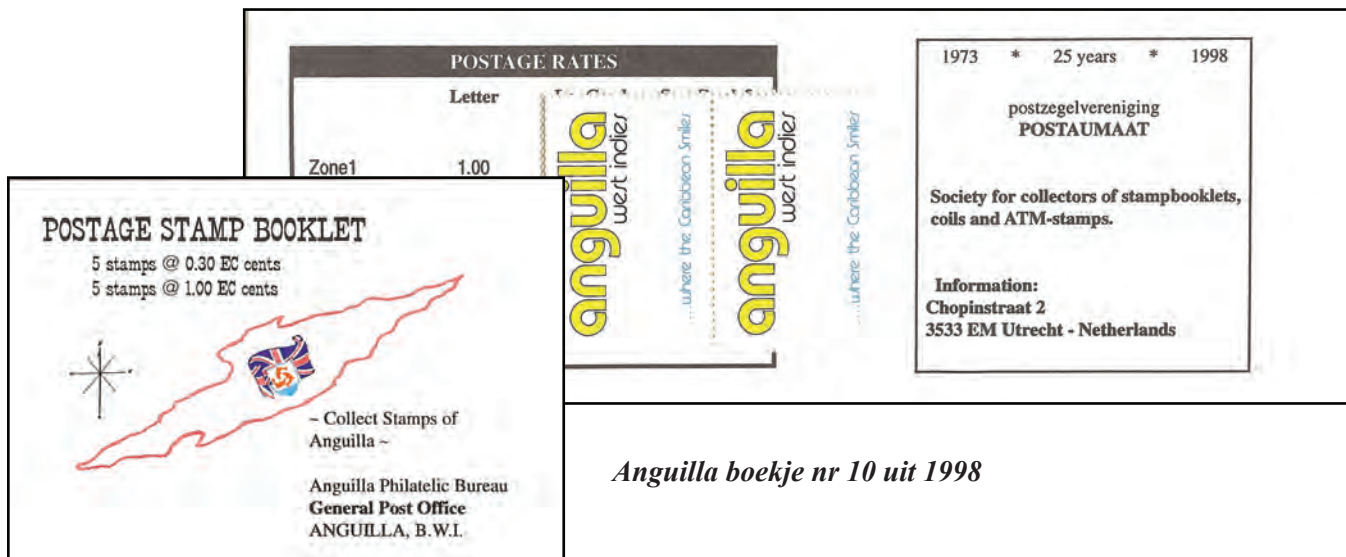 POSTAGE RATES
Letter
Zone1 1.00
anguilla
west indies
....where the Caribbean Smiles
anguilla
west indies
....where the Caribbean Smiles
1973 * 25 years * 1998
postzegelvereniging
POSTAUMAAT
Society for collectors of stampbooklets,
coils and ATM-stamps.
Information:
Chopinstraat 2
3533 EM Utrecht - Netherlands
POSTAGE STAMP BOOKLET
5 stamps @ 0.30 EC cents
5 stamps @ 1.00 EC cents
~ Collect Stamps of
Anguilla ~
Anguilla Philatelic Bureau
General Post Office
ANGUILLA, B.W.I.
Anguilla boekje nr 10 uit 1998